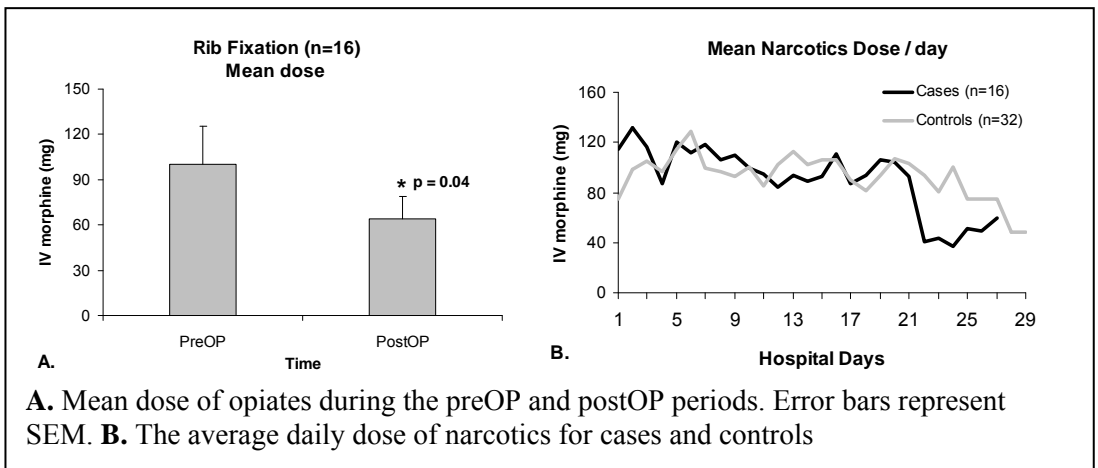 Rib Fixation (n=16)
Mean dose
150
120
90
60
30
0
IV morphine (mg)
* p = 0.04
PreOP
PostOP
A.
Time
Mean Narcotics Dose / day
160
120
80
40
0
IV morphine (mg)
Cases (n=16)
Controls (n=32)
1 5 9 13 17 21 25 29
B.
Hospital Days
A. Mean dose of opiates during the preOP and postOP periods. Error bars represent
SEM. B. The average daily dose of narcotics for cases and controls